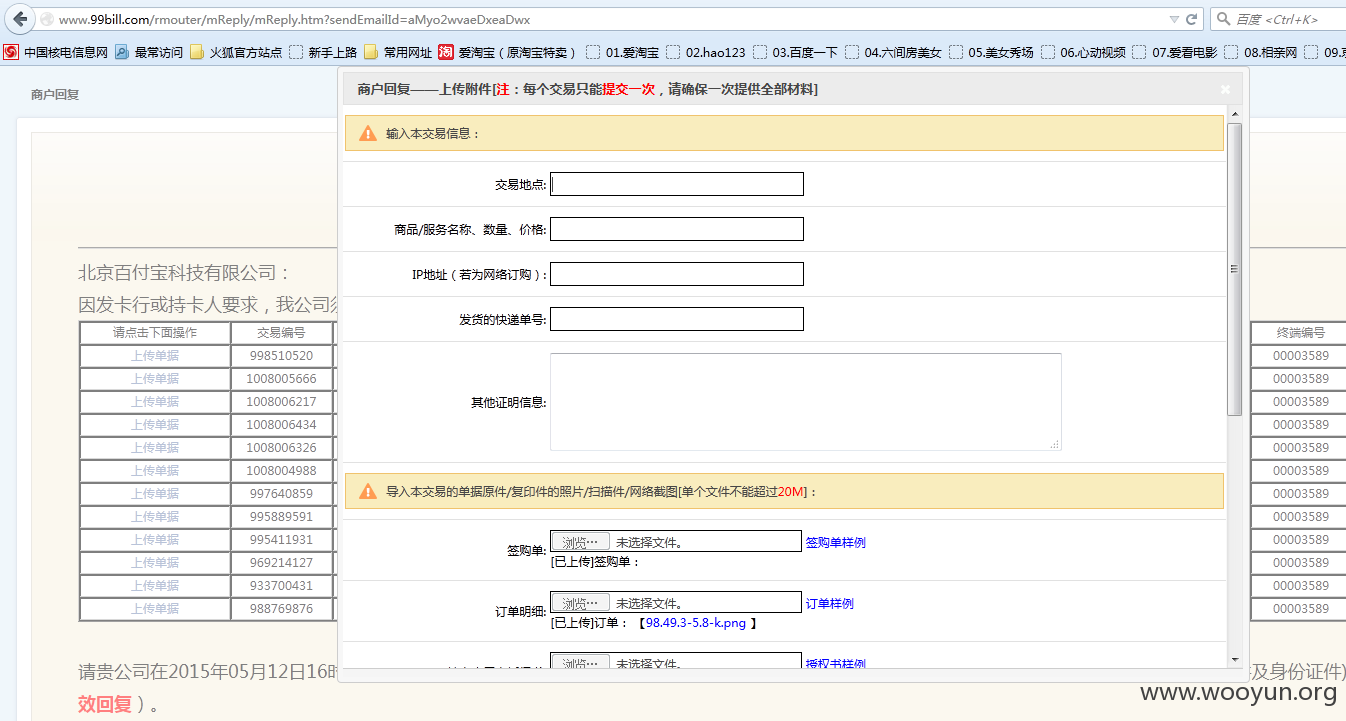 www.99bill.com/rmouter/mReply/mReply.htm?sendEmailId=aMyo2wvaeDxeaDwx
百度 <Ctrl+K>
中国核电信息网 最常访问 火狐官方站点 新手上路 常用网址 爱淘宝（原淘宝特卖） 01.爱淘宝 02.hao123 03.百度一下 04.六间房美女 05.美女秀场 06.心动视频 07.爱看电影 08.相亲网 09.
商户回复
商户回复——上传附件[注：每个交易只能提交一次，请确保一次提供全部材料]
输入本交易信息：
交易地点:
商品/服务名称、数量、价格:
IP地址（若为网络订购）:
发货的快递单号:
其他证明信息:
导入本交易的单据原件/复印件的照片/扫描件/网络截图[单个文件不能超过20M]：
签购单: 浏览… 未选择文件。 签购单样例
[已上传]签购单：
订单明细: 浏览… 未选择文件。 订单样例
[已上传]订单：【98.49.3-5.8-k.png 】
浏览… 未选择文件。 授权书样例
北京百付宝科技有限公司：
因发卡行或持卡人要求，我公司
请点击下面操作 交易编号 终端编号
上传单据 998510520 00003589
上传单据 1008005666 00003589
上传单据 1008006217 00003589
上传单据 1008006434 00003589
上传单据 1008006326 00003589
上传单据 1008004988 00003589
上传单据 997640859 00003589
上传单据 995889591 00003589
上传单据 995411931 00003589
上传单据 969214127 00003589
上传单据 933700431 00003589
上传单据 988769876 00003589
请贵公司在2015年05月12日16时 及身份证件)
效回复）。
www.wooyun.org